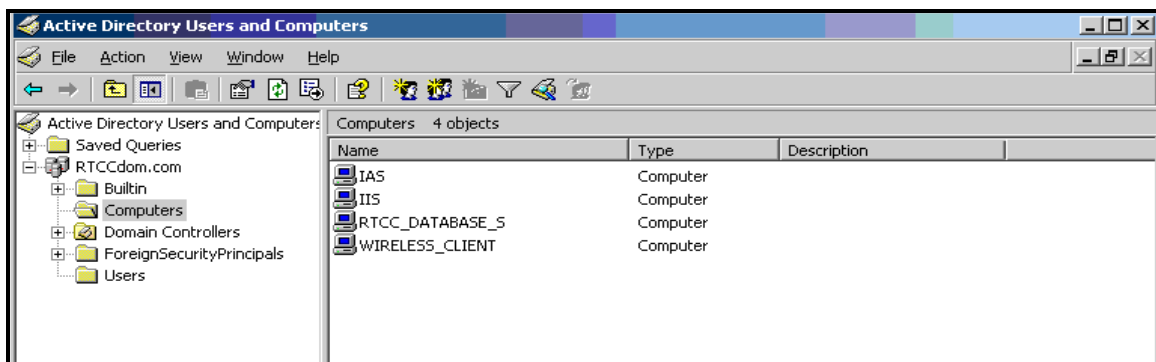 Active Directory Users and Computers
File Action View Window Help
Active Directory Users and Computers
Saved Queries
RTCCdom.com
Builtin
Computers
Domain Controllers
ForeignSecurityPrincipals
Users
Computers 4 objects
Name Type Description
IAS Computer
IIS Computer
RTCC_DATABASE_S Computer
WIRELESS_CLIENT Computer